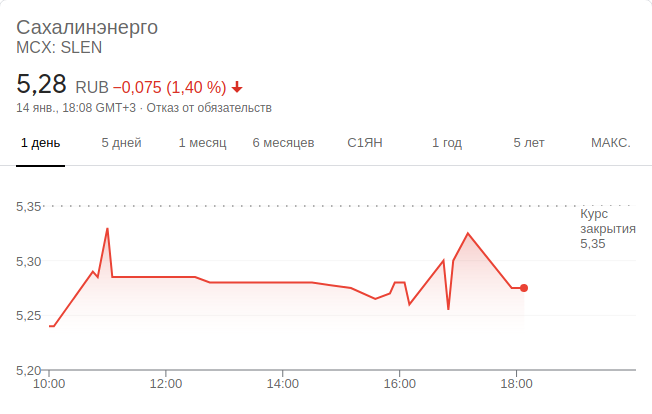 Сахалинэнерго
MCX: SLEN
5,28 RUB −0,075 (1,40 %)
14 янв., 18:08 GMT+3 · Отказ от обязательств
1 день 5 дней 1 месяц 6 месяцев С1ЯН 1 год 5 лет МАКС.
5,35
Курс
закрытия
5,35
5,30
5,25
5,20
10:00 12:00 14:00 16:00 18:00